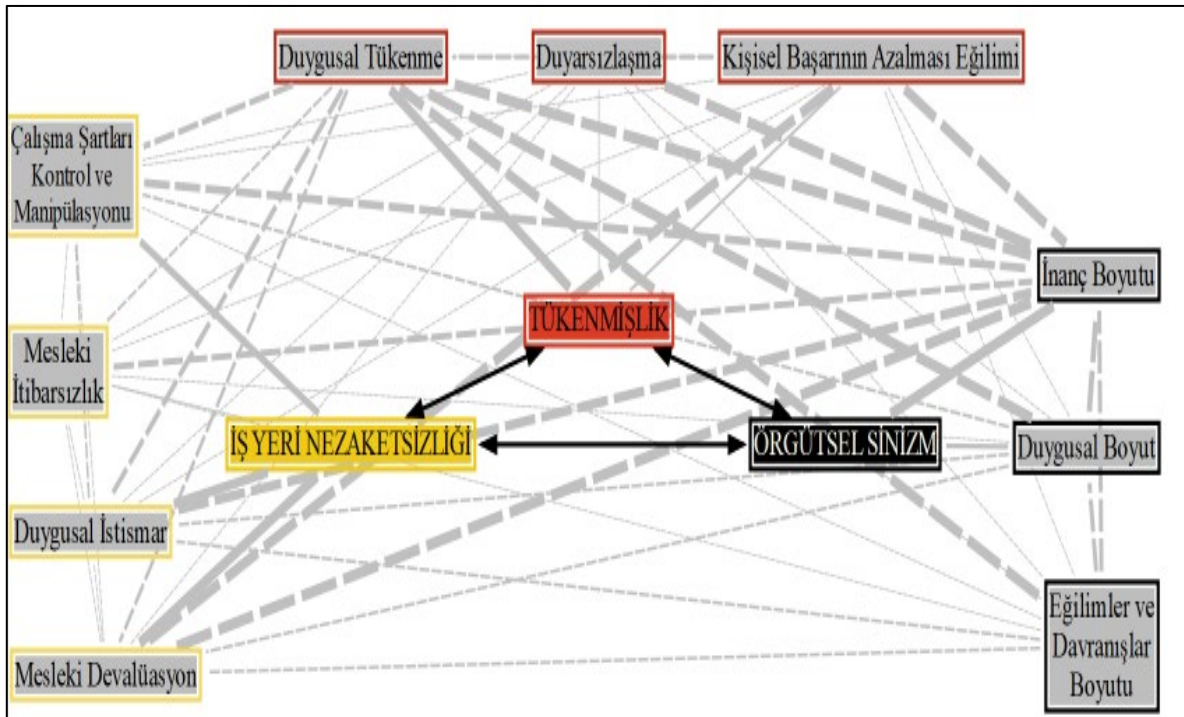 Duygusal Tükenme
Duyarsızlaşma
Kişisel Başarının Azalması Eğilimi
Çalışma Şartları
Kontrol ve
Manipülasyonu
İnanç Boyutu
TÜKENMİŞLİK
Mesleki
İtibarsızlık
İŞ YERİ NEZAKETSİZLİĞİ
ÖRGÜTSEL SİNİZM
Duygusal Boyut
Duygusal İstismar
Eğilimler ve
Davranışlar
Boyutu
Mesleki Devalüasyon